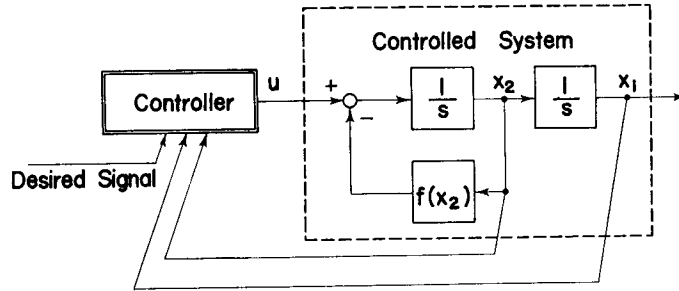 Controlled System
u
+
1
s
x₂
1
s
x₁
Controller
−
Desired Signal
f(x₂)